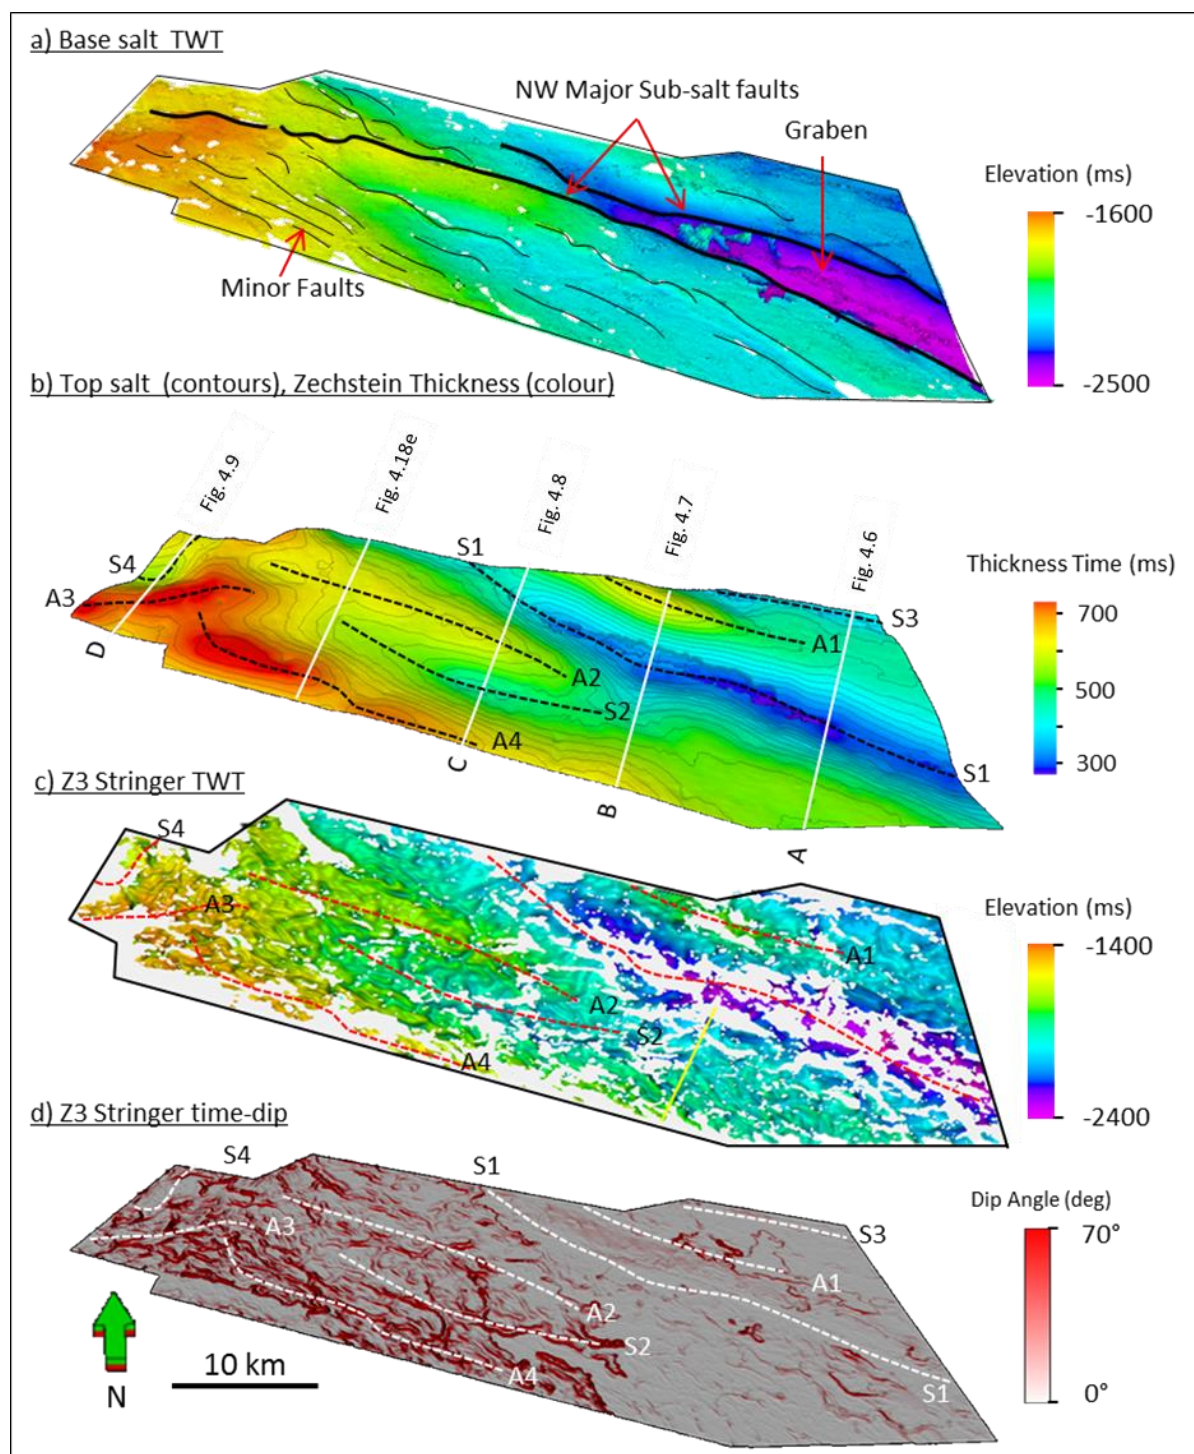 a) Base salt TWT
NW Major Sub-salt faults
Graben
Minor Faults
Elevation (ms)
-1600
-2500
b) Top salt (contours), Zechstein Thickness (colour)
Fig. 4.9
Fig. 4.18e
Fig. 4.8
Fig. 4.7
Fig. 4.6
S4
A3
S1
A2
S2
A4
A1
S3
S1
D
C
B
A
Thickness Time (ms)
700
500
300
c) Z3 Stringer TWT
S4
A3
A1
A2
S2
A4
Elevation (ms)
-1400
-2400
d) Z3 Stringer time-dip
S4
S1
A3
S3
A1
A2
S2
A4
S1
Dip Angle (deg)
70°
0°
N
10 km